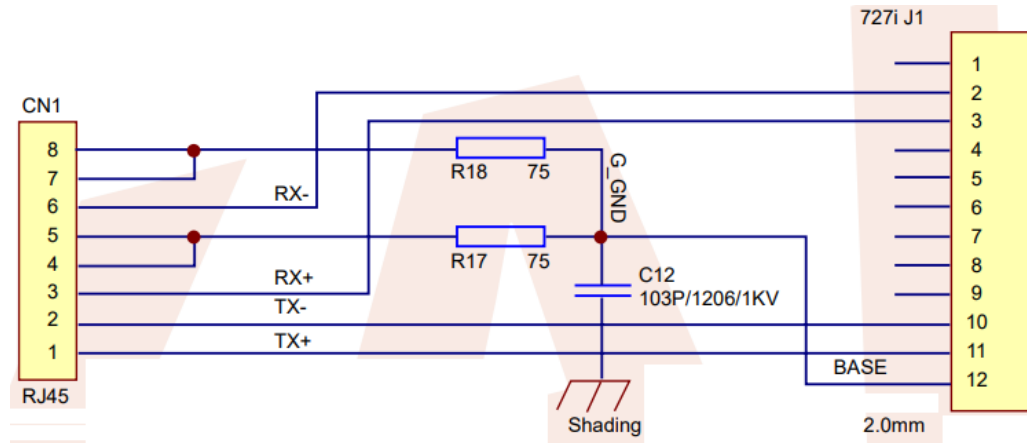 727i J1
CN1
8
7
6
5
4
3
2
1
RJ45
RX-
RX+
TX-
TX+
R18 75
R17 75
G_GND
C12
103P/1206/1KV
Shading
BASE
1
2
3
4
5
6
7
8
9
10
11
12
2.0mm